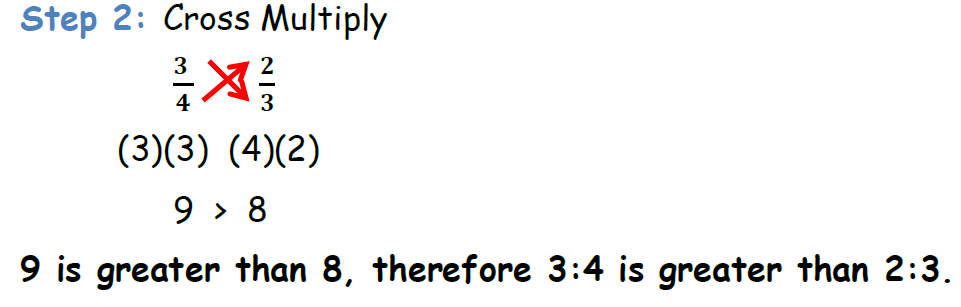 Step 2: Cross Multiply
3/4 2/3
(3)(3) (4)(2)
9 > 8
9 is greater than 8, therefore 3:4 is greater than 2:3.